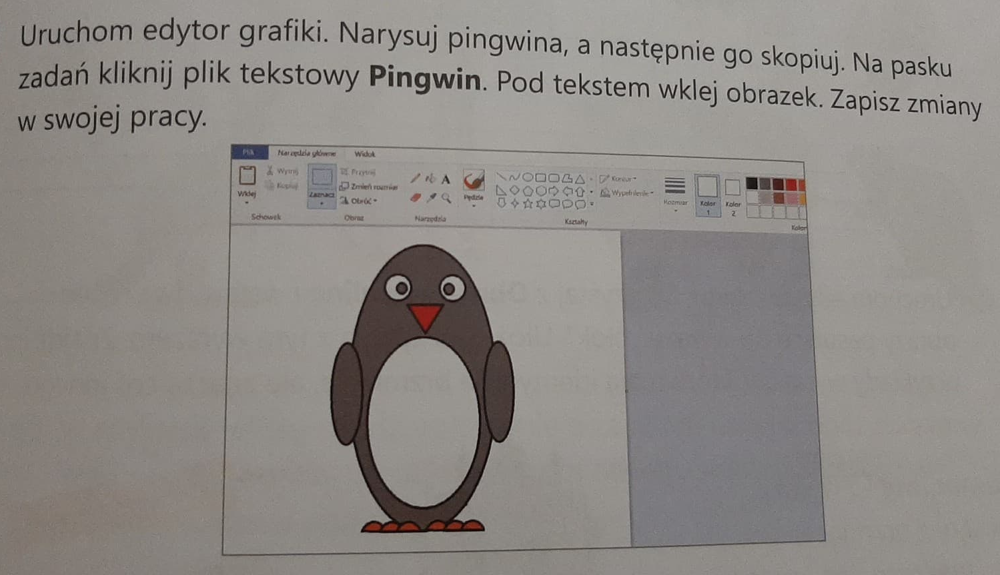 Uruchom edytor grafiki. Narysuj pingwina, a następnie go skopiuj. Na pasku
zadań kliknij plik tekstowy Pingwin. Pod tekstem wklej obrazek. Zapisz zmiany
w swojej pracy.
Plik Narzędzia główne Widok
Wytnij Przytnij
Kopiuj Zmień rozmiar
Wklej Zaznacz Obróć
A Pędzle
Kontur
Wypełnienie
Rozmiar Kolor 1 Kolor 2
Schowek Obraz Narzędzia Kształty Kolor